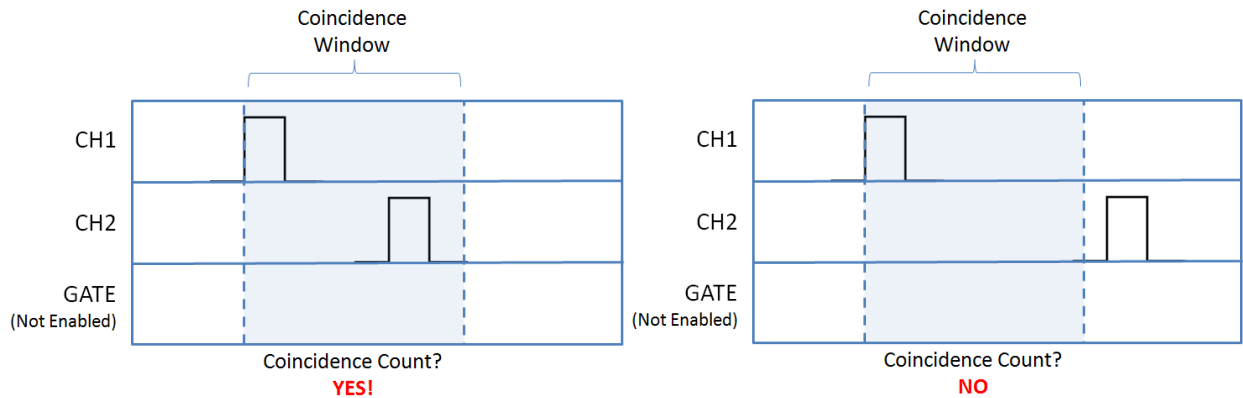 Coincidence
Window
CH1
CH2
GATE
(Not Enabled)
Coincidence Count?
YES!
Coincidence
Window
CH1
CH2
GATE
(Not Enabled)
Coincidence Count?
NO